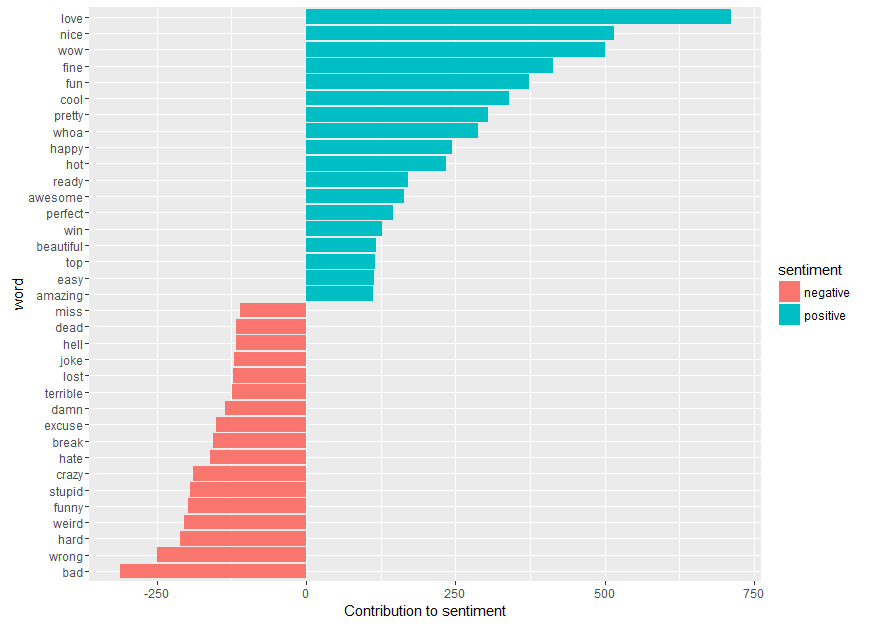 love
nice
wow
fine
fun
cool
pretty
whoa
happy
hot
ready
awesome
perfect
win
beautiful
top
easy
amazing
miss
dead
hell
joke
lost
terrible
damn
excuse
break
hate
crazy
stupid
funny
weird
hard
wrong
bad
word
-250 0 250 500 750
Contribution to sentiment
sentiment
negative
positive